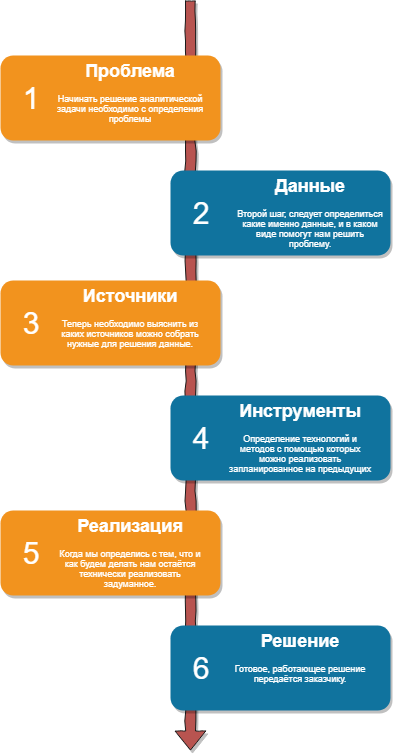 Проблема
1
Начинать решение аналитической
задачи необходимо с определения
проблемы
Данные
2
Второй шаг, следует определиться
какие именно данные, и в каком
виде помогут нам решить
проблему.
Источники
3
Теперь необходимо выяснить из
каких источников можно собрать
нужные для решения данные.
Инструменты
4
Определение технологий и
методов с помощью которых
можно реализовать
запланированное на предыдущих
Реализация
5
Когда мы определись с тем, что и
как будем делать нам остаётся
технически реализовать
задуманное.
Решение
6
Готовое, работающее решение
передаётся заказчику.